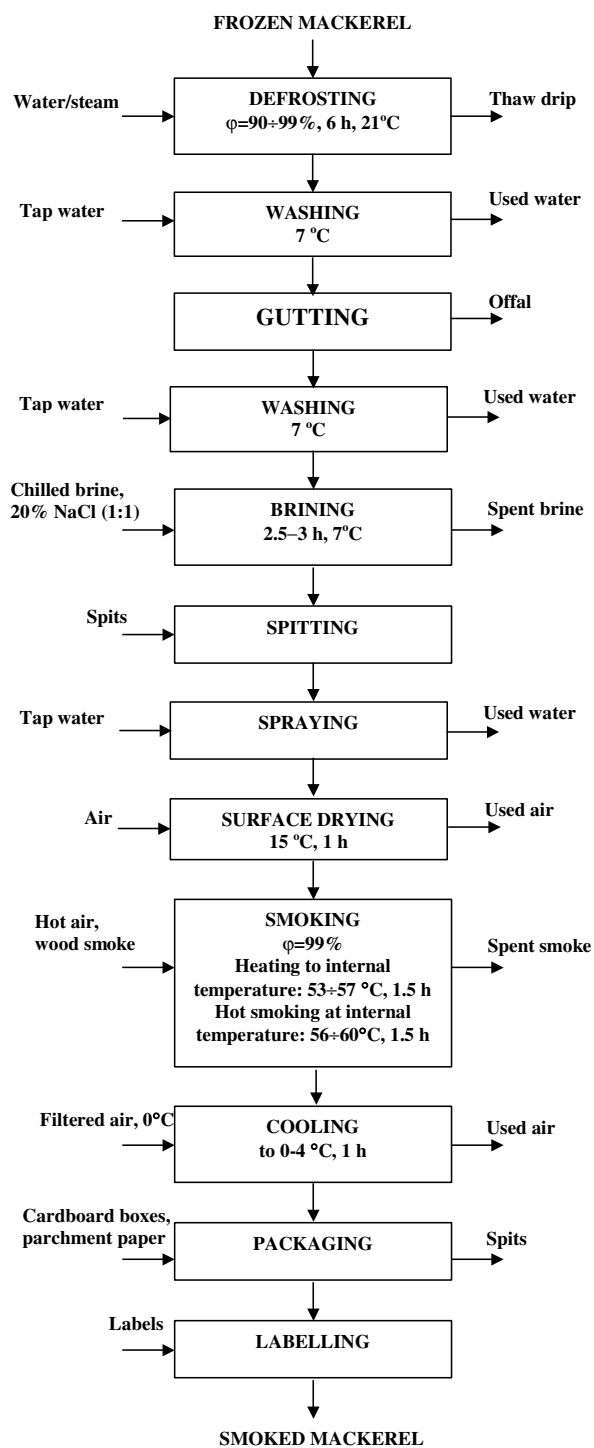 FROZEN MACKEREL
Water/steam
DEFROSTING
φ=90÷99%, 6 h, 21°C
Thaw drip
Tap water
WASHING
7 °C
Used water
GUTTING
Offal
Tap water
WASHING
7 °C
Used water
Chilled brine,
20% NaCl (1:1)
BRINING
2.5–3 h, 7°C
Spent brine
Spits
SPITTING
Tap water
SPRAYING
Used water
Air
SURFACE DRYING
15 °C, 1 h
Used air
Hot air,
wood smoke
SMOKING
φ=99%
Heating to internal
temperature: 53÷57 °C, 1.5 h
Hot smoking at internal
temperature: 56÷60°C, 1.5 h
Spent smoke
Filtered air, 0°C
COOLING
to 0-4 °C, 1 h
Used air
Cardboard boxes,
parchment paper
PACKAGING
Spits
Labels
LABELLING
SMOKED MACKEREL